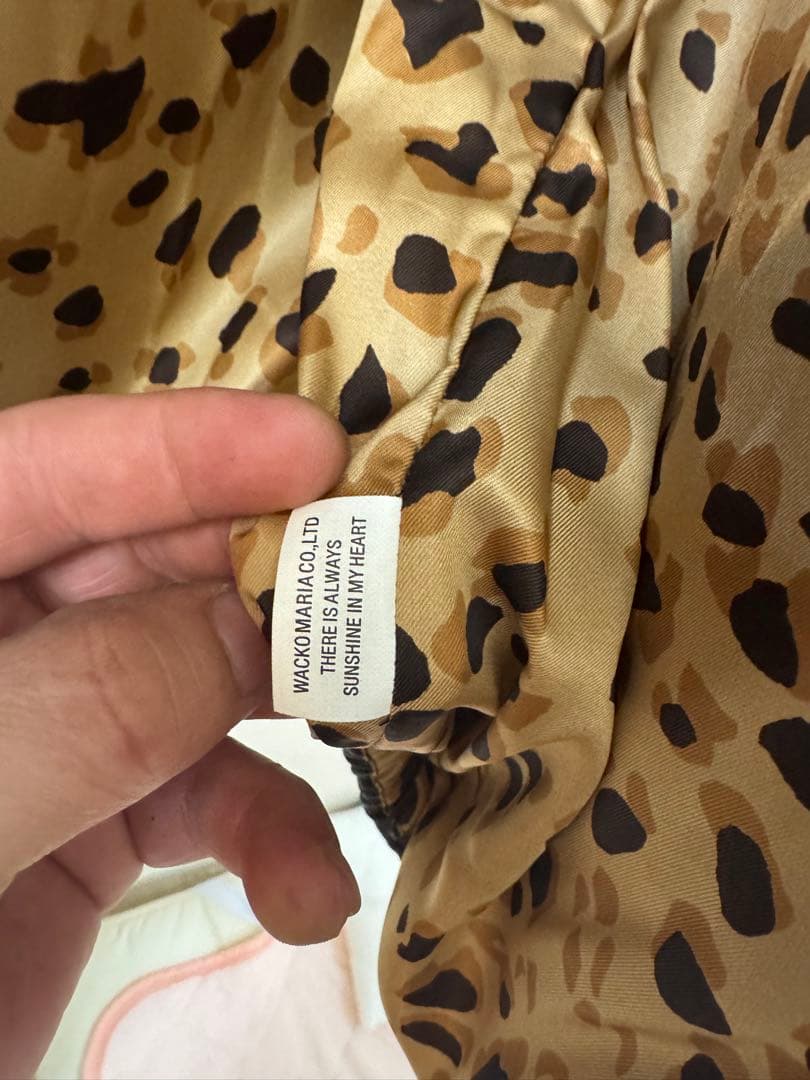 WACKO MARIA CO.,LTD
THERE IS ALWAYS
SUNSHINE IN MY HEART